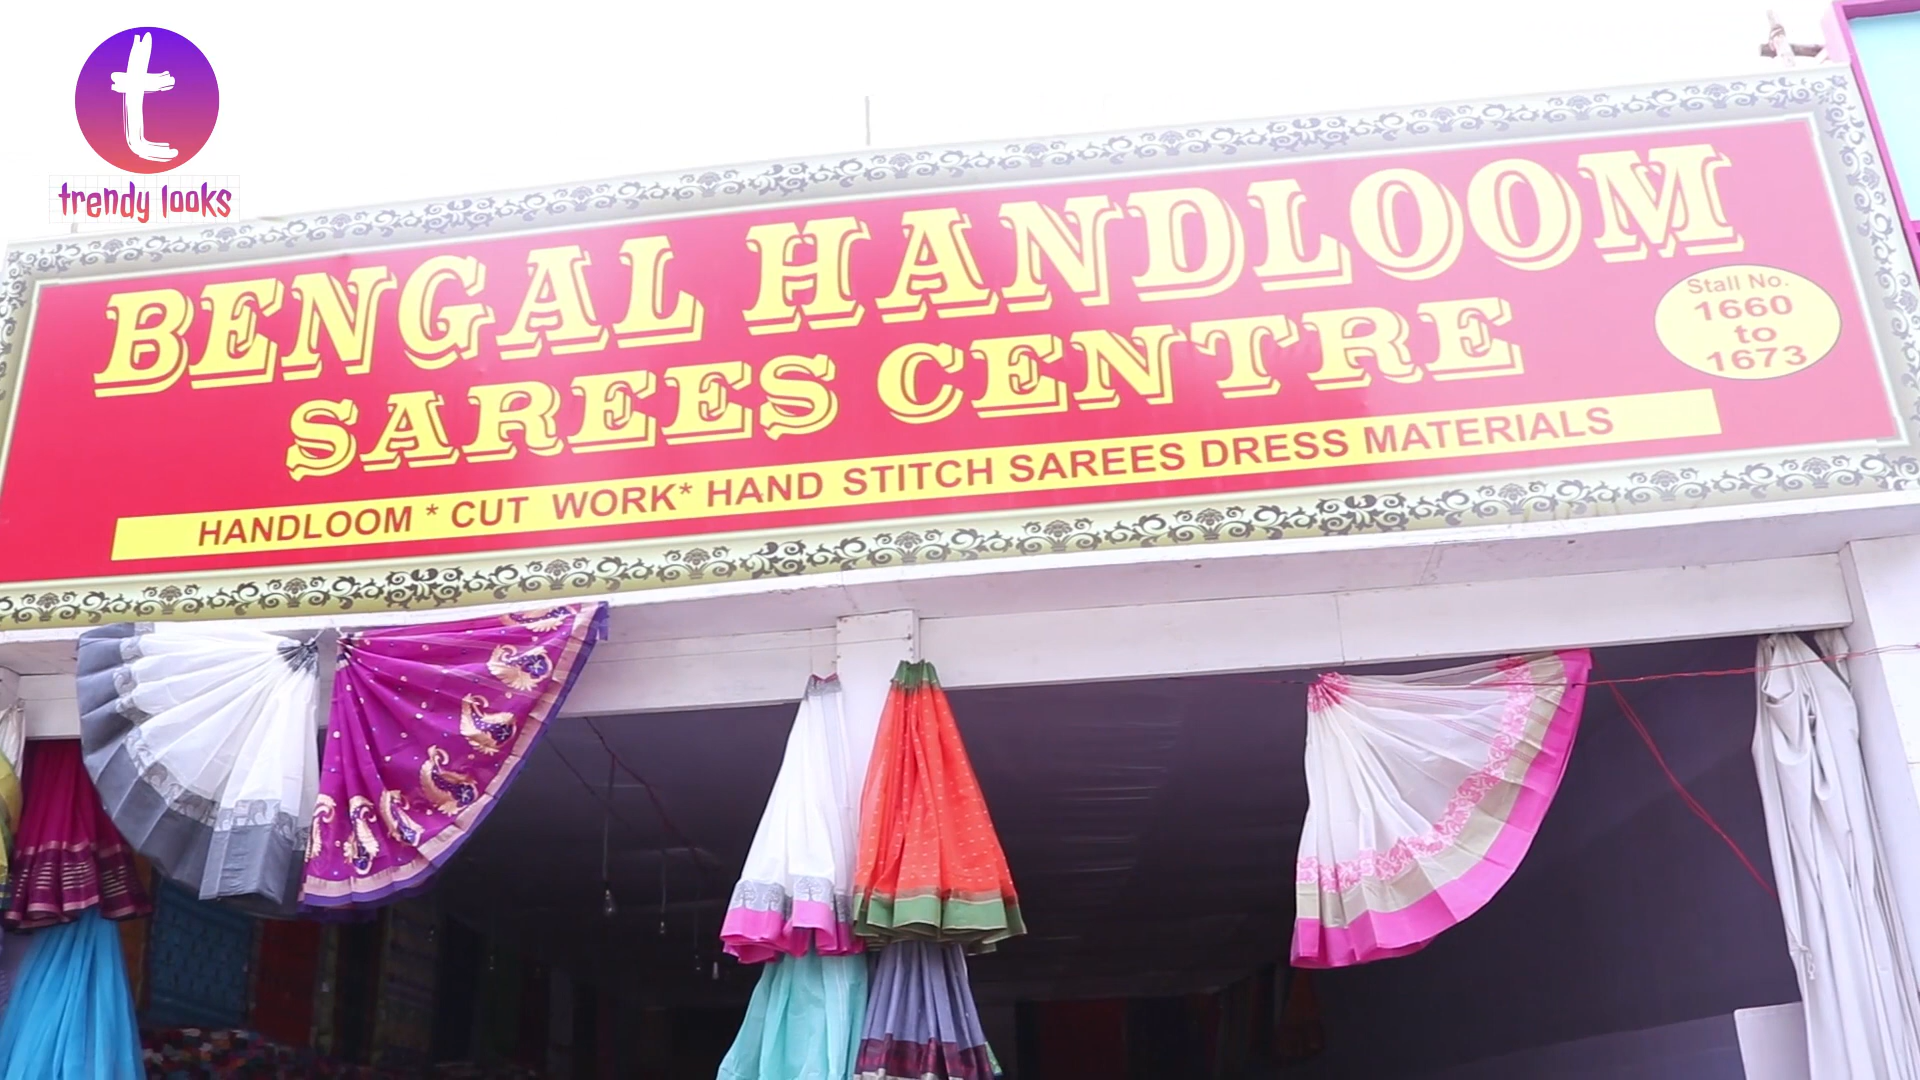 t
trendy looks
BENGAL HANDLOOM
SAREES CENTRE
Stall No.
1660
to
1673
HANDLOOM * CUT WORK* HAND STITCH SAREES DRESS MATERIALS